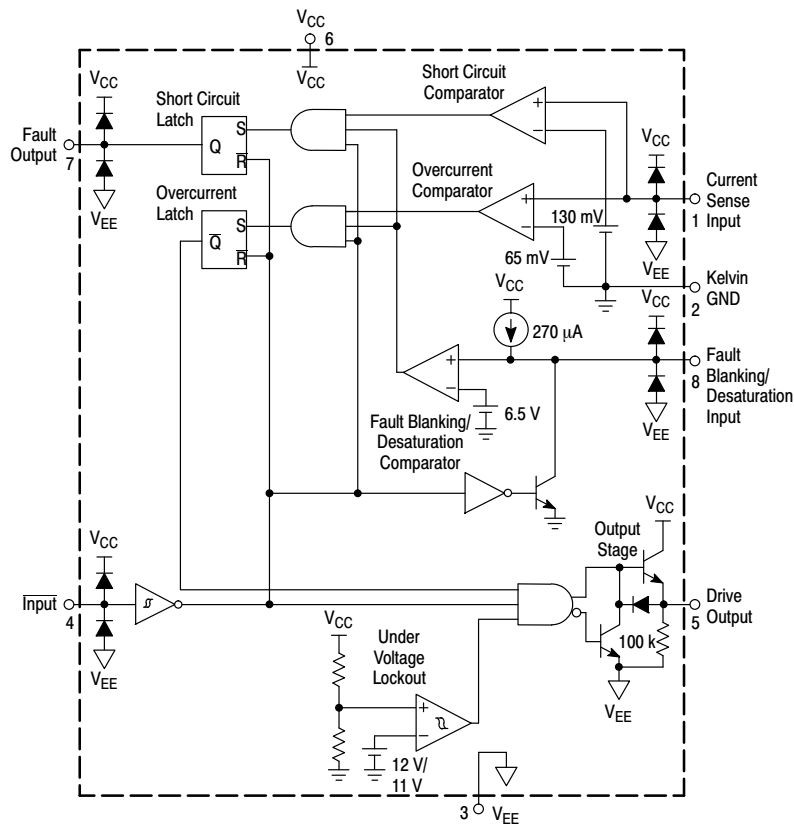 VCC
6
VCC
VCC
Short Circuit
Latch
Short Circuit
Comparator
S
Q
R̅
Fault
Output
7
VEE
Overcurrent
Latch
Overcurrent
Comparator
S
Q̅
R̅
VCC
Current
Sense
Input
1
130 mV
65 mV
VEE
Kelvin
GND
2
VCC
270 μA
VCC
Fault
Blanking/
Desaturation
Input
8
6.5 V
VEE
Fault Blanking/
Desaturation
Comparator
VCC
Output
Stage
VCC
I̅n̅p̅u̅t̅
4
VEE
Drive
Output
5
100 k
VEE
VCC
Under
Voltage
Lockout
12 V/
11 V
3
VEE
+
−
+
−
+
−
+
−